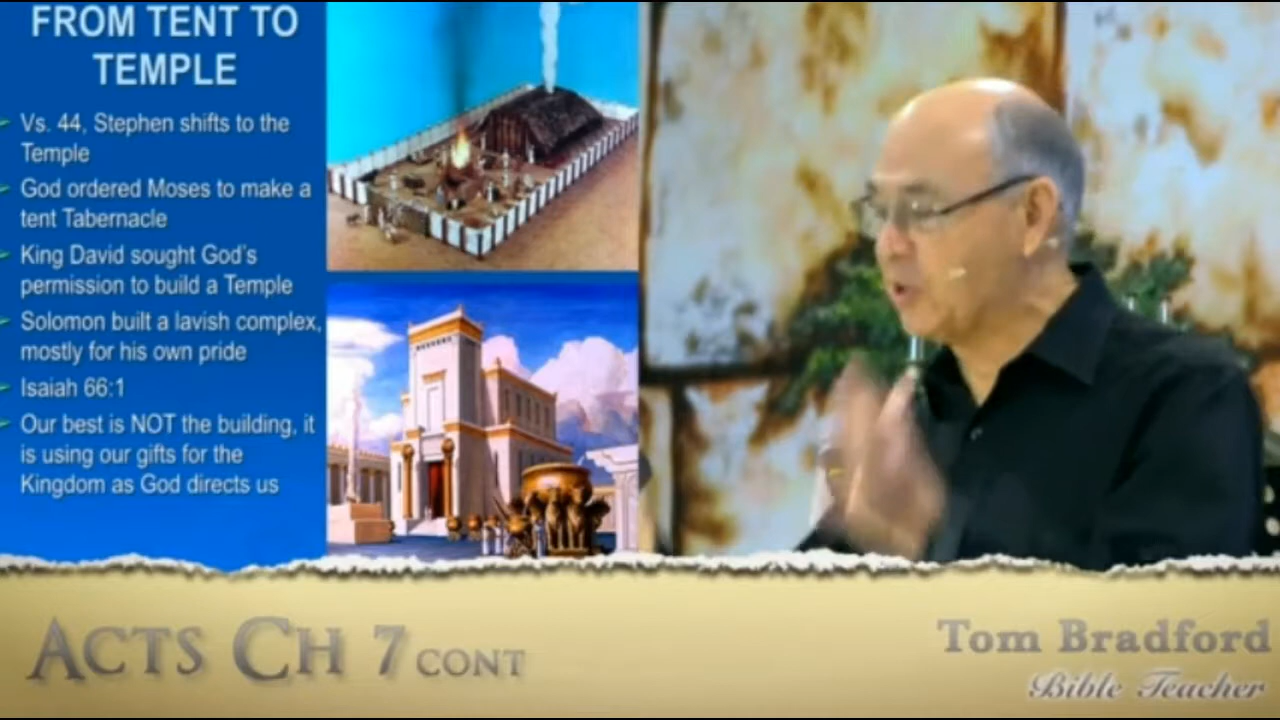 FROM TENT TO
TEMPLE
Vs. 44, Stephen shifts to the
Temple
God ordered Moses to make a
tent Tabernacle
King David sought God's
permission to build a Temple
Solomon built a lavish complex,
mostly for his own pride
Isaiah 66:1
Our best is NOT the building, it
is using our gifts for the
Kingdom as God directs us
ACTS CH 7 CONT
Tom Bradford
Bible Teacher